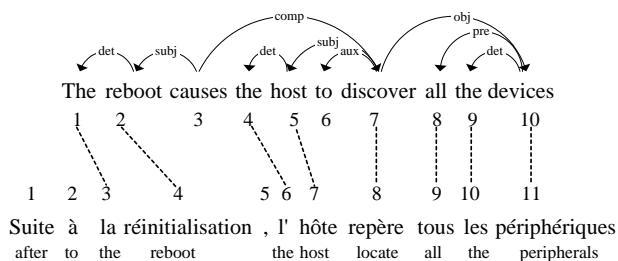 comp obj
pre
det subj det subj aux det
The reboot causes the host to discover all the devices
1 2 3 4 5 6 7 8 9 10
1 2 3 4 5 6 7 8 9 10 11
Suite à la réinitialisation , l' hôte repère tous les périphériques
after to the reboot the host locate all the peripherals